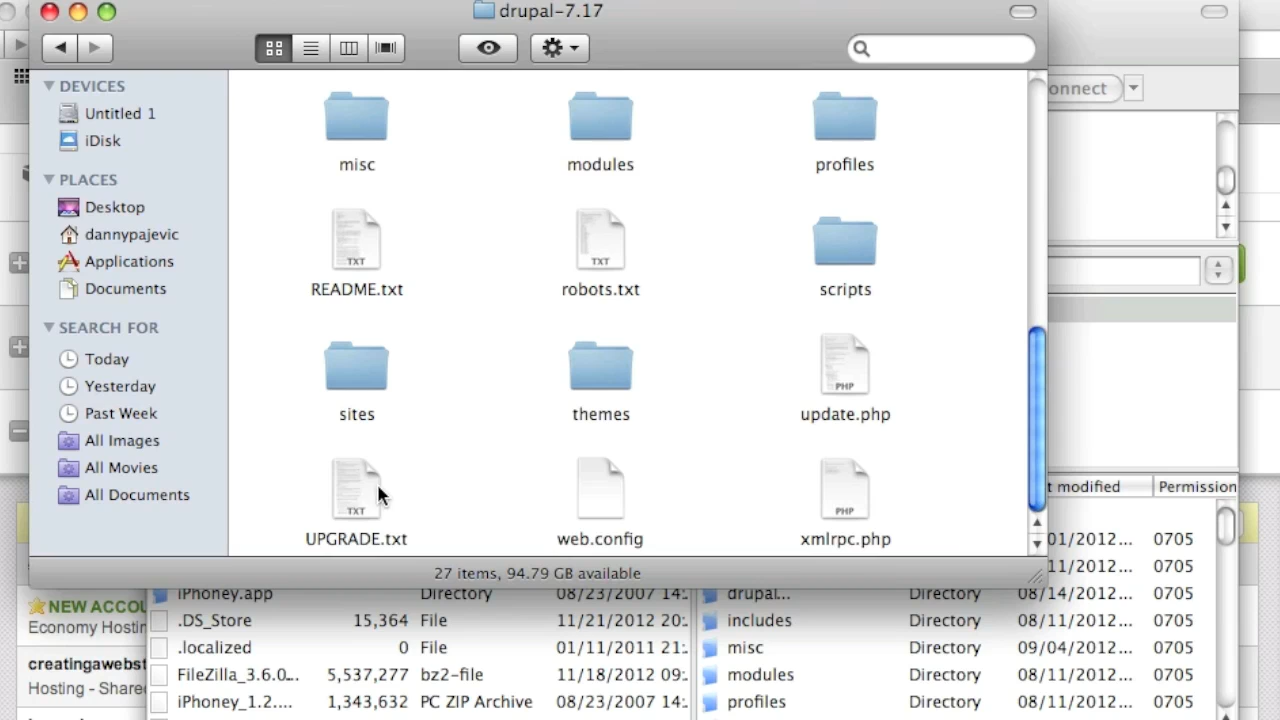 drupal-7.17
onnect
DEVICES
Untitled 1
iDisk
PLACES
Desktop
dannypajevic
Applications
Documents
SEARCH FOR
Today
Yesterday
Past Week
All Images
All Movies
All Documents
misc modules profiles
TXT TXT
README.txt robots.txt scripts
PHP
sites themes update.php
TXT PHP
UPGRADE.txt web.config xmlrpc.php
27 items, 94.79 GB available
t modified Permission
01/2012... 0705
11/2012... 0705
iPhoney.app Directory 08/23/2007 14: drupal... Directory 08/14/2012... 0705
.DS_Store 15,364 File 11/21/2012 20: includes Directory 08/11/2012... 0705
.localized 0 File 01/11/2011 21: misc Directory 09/04/2012... 0705
FileZilla_3.6.0... 5,537,277 bz2-file 11/18/2012 09: modules Directory 08/11/2012... 0705
iPhoney_1.2.... 1,343,632 PC ZIP Archive 08/23/2007 14: profiles Directory 08/11/2012... 0705
NEW ACCOU
Economy Hostin
creatingawebst
Hosting - Share